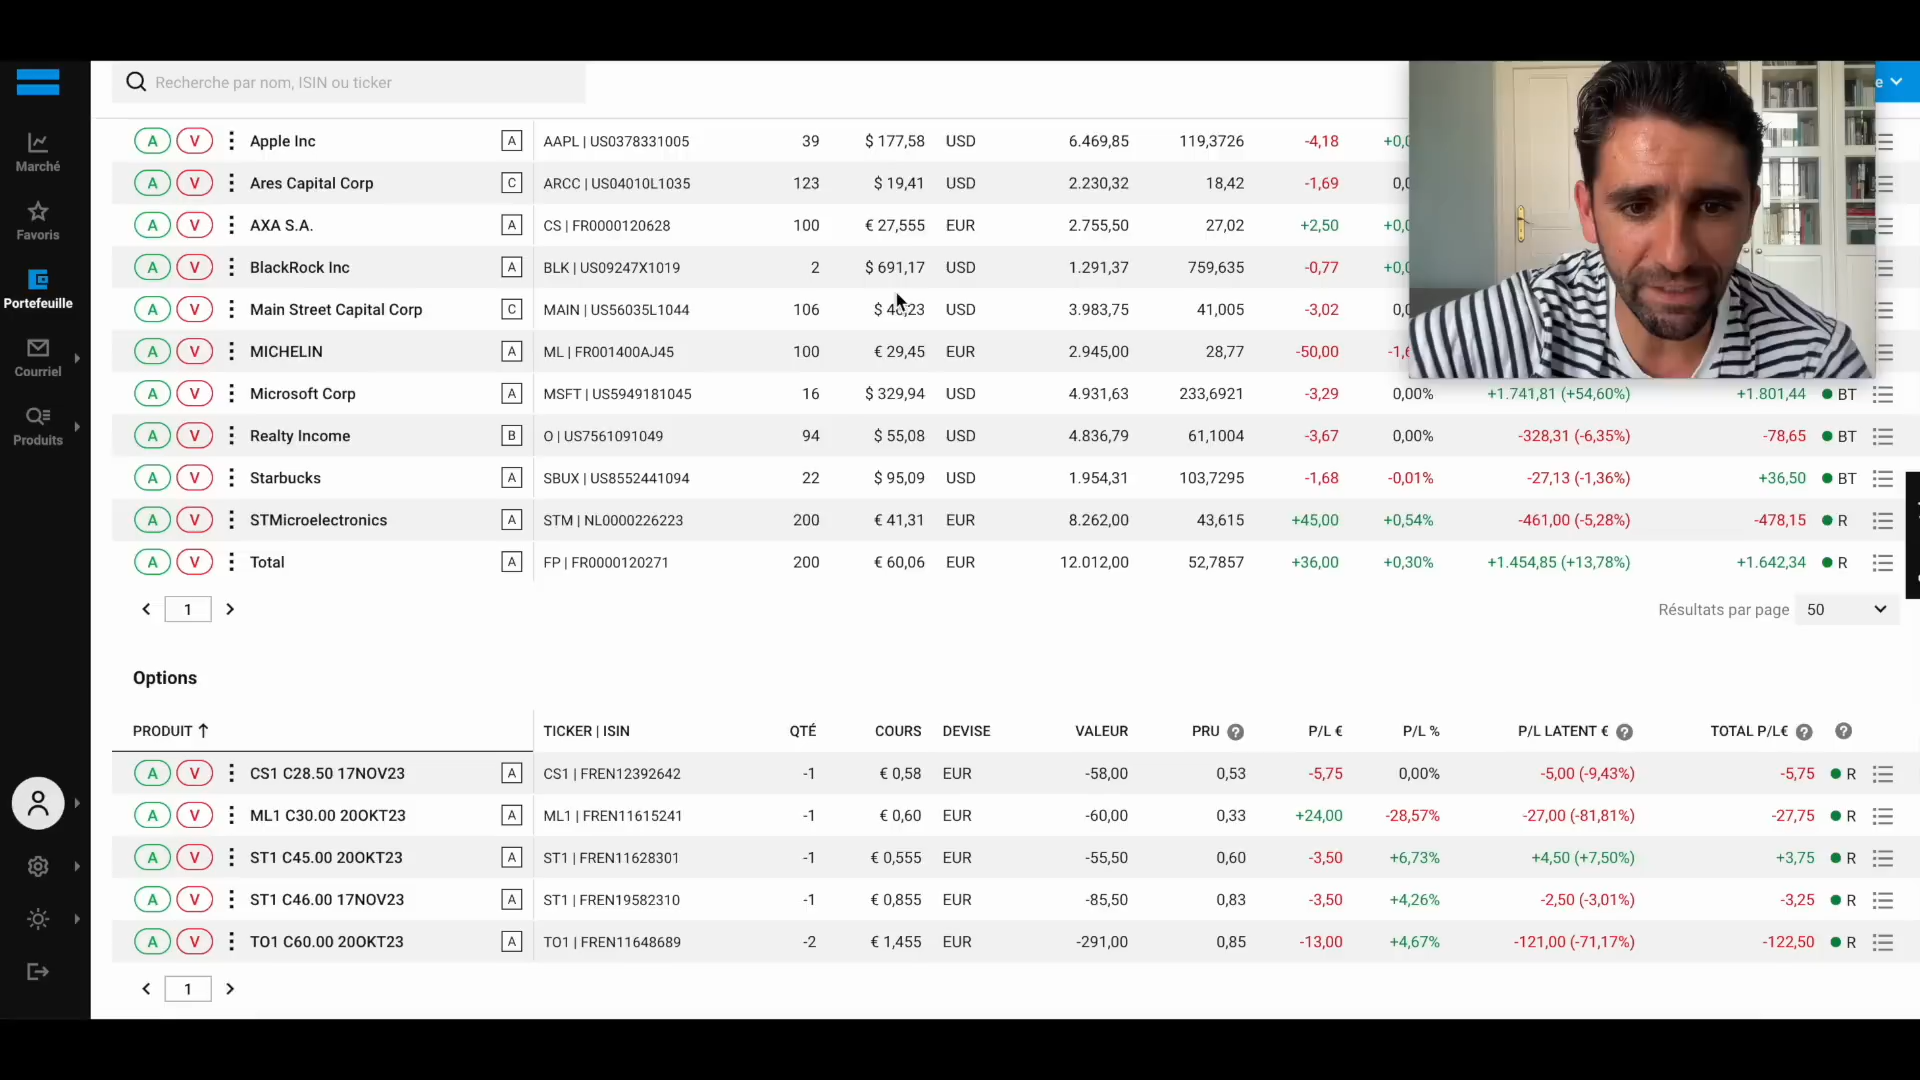 Recherche par nom, ISIN ou ticker
e
Marché
Favoris
Portefeuille
Courriel
Produits
A V Apple Inc A AAPL | US0378331005 39 $ 177,58 USD 6.469,85 119,3726 -4,18
A V Ares Capital Corp C ARCC | US04010L1035 123 $ 19,41 USD 2.230,32 18,42 -1,69
A V AXA S.A. A CS | FR0000120628 100 € 27,555 EUR 2.755,50 27,02 +2,50
A V BlackRock Inc A BLK | US09247X1019 2 $ 691,17 USD 1.291,37 759,635 -0,77
A V Main Street Capital Corp C MAIN | US56035L1044 106 USD 3.983,75 41,005 -3,02
A V MICHELIN A ML | FR001400AJ45 100 € 29,45 EUR 2.945,00 28,77 -50,00
A V Microsoft Corp A MSFT | US5949181045 16 $ 329,94 USD 4.931,63 233,6921 -3,29 0,00% +1.741,81 (+54,60%) +1.801,44 BT
A V Realty Income B O | US7561091049 94 $ 55,08 USD 4.836,79 61,1004 -3,67 0,00% -328,31 (-6,35%) -78,65 BT
A V Starbucks A SBUX | US8552441094 22 $ 95,09 USD 1.954,31 103,7295 -1,68 -0,01% -27,13 (-1,36%) +36,50 BT
A V STMicroelectronics A STM | NL0000226223 200 € 41,31 EUR 8.262,00 43,615 +45,00 +0,54% -461,00 (-5,28%) -478,15 R
A V Total A FP | FR0000120271 200 € 60,06 EUR 12.012,00 52,7857 +36,00 +0,30% +1.454,85 (+13,78%) +1.642,34 R
1 Résultats par page 50
Options
PRODUIT TICKER | ISIN QTÉ COURS DEVISE VALEUR PRU ? P/L € P/L % P/L LATENT € ? TOTAL P/L€ ? ?
A V CS1 C28.50 17NOV23 A CS1 | FREN12392642 -1 € 0,58 EUR -58,00 0,53 -5,75 0,00% -5,00 (-9,43%) -5,75 R
A V ML1 C30.00 20OKT23 A ML1 | FREN11615241 -1 € 0,60 EUR -60,00 0,33 +24,00 -28,57% -27,00 (-81,81%) -27,75 R
A V ST1 C45.00 20OKT23 A ST1 | FREN11628301 -1 € 0,555 EUR -55,50 0,60 -3,50 +6,73% +4,50 (+7,50%) +3,75 R
A V ST1 C46.00 17NOV23 A ST1 | FREN19582310 -1 € 0,855 EUR -85,50 0,83 -3,50 +4,26% -2,50 (-3,01%) -3,25 R
A V TO1 C60.00 20OKT23 A TO1 | FREN11648689 -2 € 1,455 EUR -291,00 0,85 -13,00 +4,67% -121,00 (-71,17%) -122,50 R
1